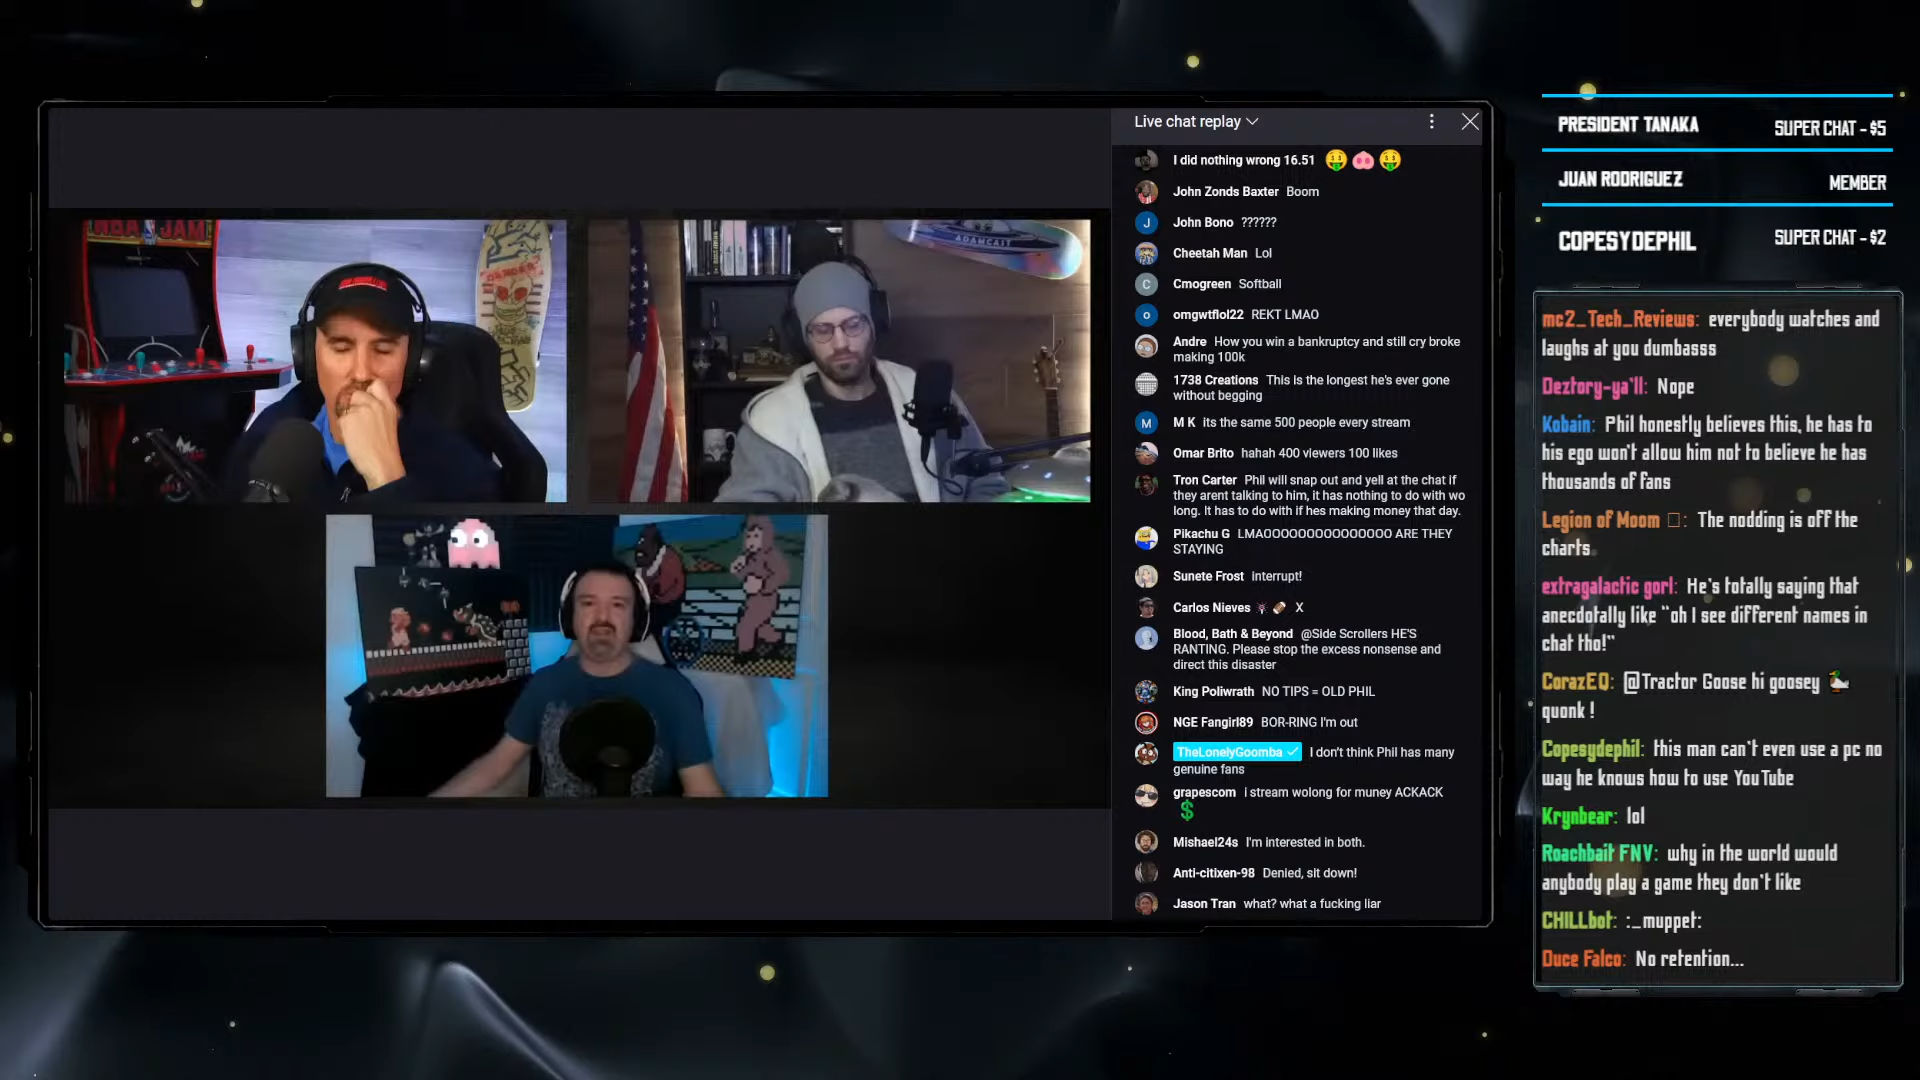 NBA JAM
ADAMCAST
Live chat replay
I did nothing wrong 16.51
John Zonds Baxter Boom
J John Bono ??????
Cheetah Man Lol
C Cmogreen Softball
o omgwtflol22 REKT LMAO
Andre How you win a bankruptcy and still cry broke
making 100k
1738 Creations This is the longest he's ever gone
without begging
M M K its the same 500 people every stream
Omar Brito hahah 400 viewers 100 likes
Tron Carter Phil will snap out and yell at the chat if
they arent talking to him, it has nothing to do with wo
long. It has to do with if hes making money that day.
Pikachu G LMAOOOOOOOOOOOOOOO ARE THEY
STAYING
Sunete Frost Interrupt!
Carlos Nieves X
Blood, Bath & Beyond @Side Scrollers HE'S
RANTING. Please stop the excess nonsense and
direct this disaster
King Poliwrath NO TIPS = OLD PHIL
NGE Fangirl89 BOR-RING I'm out
TheLonelyGoomba I don't think Phil has many
genuine fans
grapescom i stream wolong for muney ACKACK
$
Mishael24s I'm interested in both.
Anti-citixen-98 Denied, sit down!
Jason Tran what? what a fucking liar
PRESIDENT TANAKA SUPER CHAT - $5
JUAN RODRIGUEZ MEMBER
COPESYDEPHIL SUPER CHAT - $2
mc2_Tech_Reviews: everybody watches and
laughs at you dumbasss
Deztory-ya'll: Nope
Kobain: Phil honestly believes this, he has to
his ego won't allow him not to believe he has
thousands of fans
Legion of Moom : The nodding is off the
charts
extragalactic gorl: He's totally saying that
anecdotally like "oh I see different names in
chat tho!"
CorazEQ: @Tractor Goose hi goosey
quonk !
Copesydephil: this man can't even use a pc no
way he knows how to use YouTube
Krynbear: lol
Roachbait FNV: why in the world would
anybody play a game they don't like
CHILLbot: :_muppet:
Duce Falco: No retention...